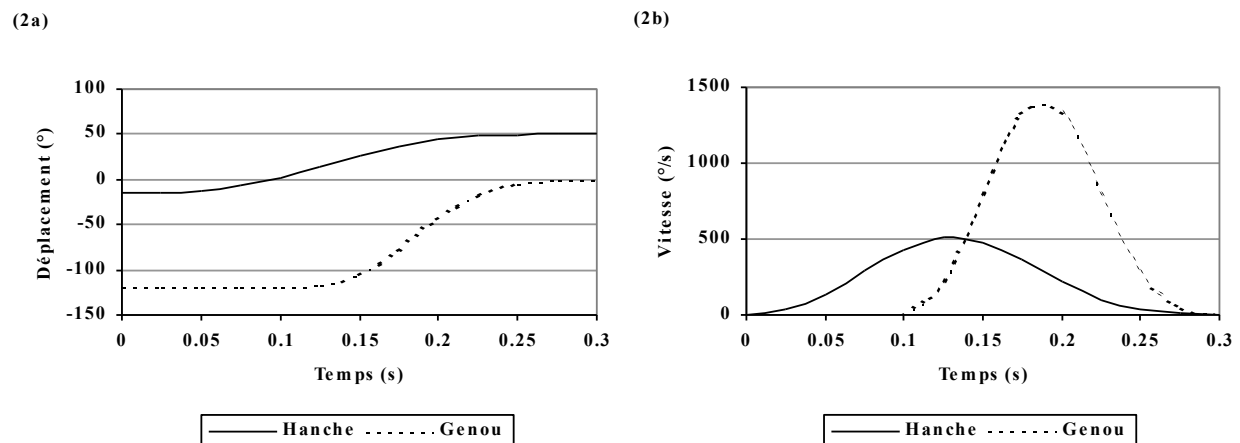 (2a)
Déplacement (°)
100
50
0
-50
-100
-150
0 0.05 0.1 0.15 0.2 0.25 0.3
Temps (s)
Hanche Genou
(2b)
Vitesse (°/s)
1500
1000
500
0
0 0.05 0.1 0.15 0.2 0.25 0.3
Temps (s)
Hanche Genou